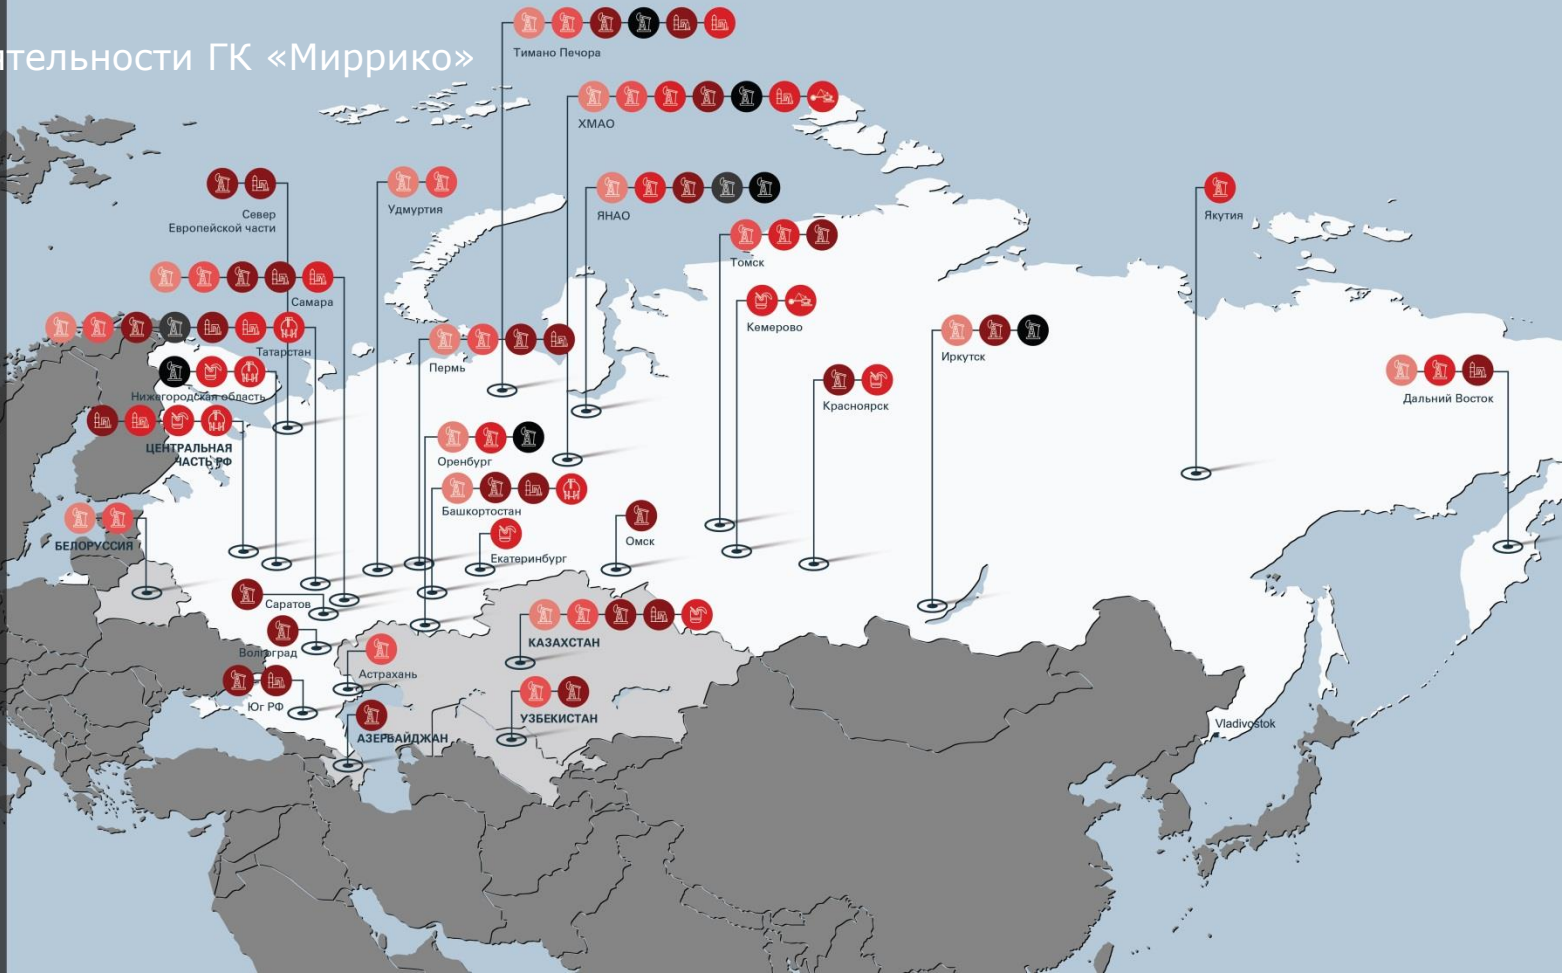 тельности ГК «Миррико»
Тимано Печора
ХМАО
Север
Европейской части
Удмуртия
ЯНАО
Якутия
Томск
Самара
Кемерово
Татарстан
Пермь
Иркутск
Нижегородская область
Красноярск
Дальний Восток
ЦЕНТРАЛЬНАЯ
ЧАСТЬ РФ
Оренбург
Башкортостан
Омск
БЕЛОРУССИЯ
Екатеринбург
Саратов
КАЗАХСТАН
Волгоград
Астрахань
Юг РФ
УЗБЕКИСТАН
Vladivostok
АЗЕРБАЙДЖАН